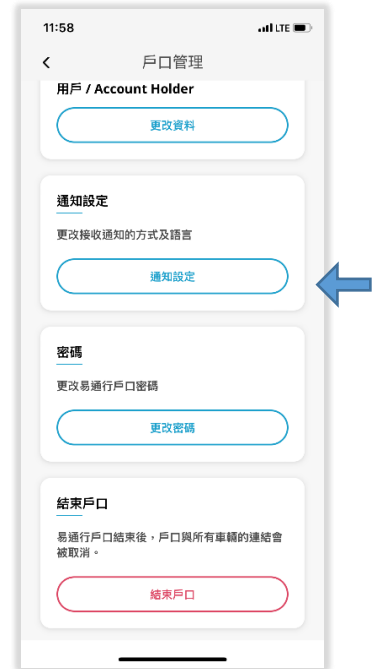 11:58
LTE
戶口管理
用戶 / Account Holder
更改資料
通知設定
更改接收通知的方式及語言
通知設定
密碼
更改易通行戶口密碼
更改密碼
結束戶口
易通行戶口結束後，戶口與所有車輛的連結會
被取消。
結束戶口